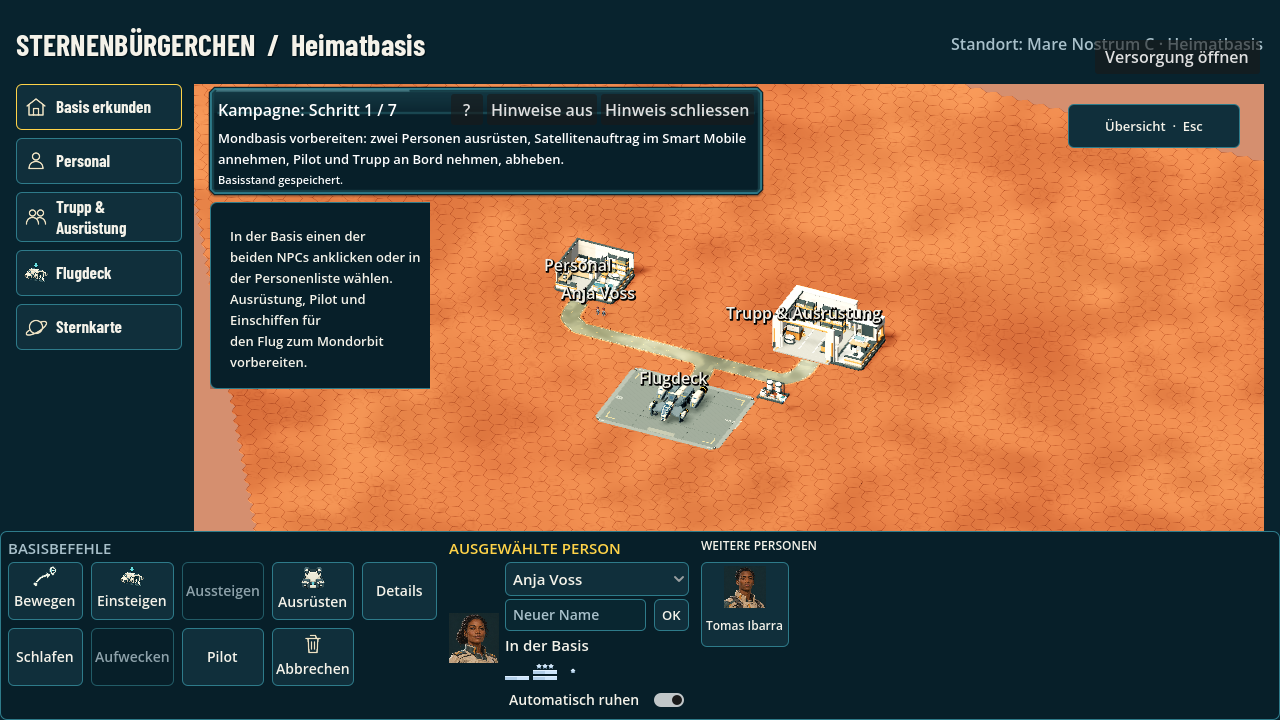 STERNENBÜRGERCHEN / Heimatbasis
Standort: Mare Nostrum C · Heimatbasis
Versorgung öffnen
Basis erkunden
Personal
Trupp &
Ausrüstung
Flugdeck
Sternkarte
Kampagne: Schritt 1 / 7
?
Hinweise aus
Hinweis schliessen
Mondbasis vorbereiten: zwei Personen ausrüsten, Satellitenauftrag im Smart Mobile
annehmen, Pilot und Trupp an Bord nehmen, abheben.
Basisstand gespeichert.
Übersicht · Esc
In der Basis einen der
beiden NPCs anklicken oder in
der Personenliste wählen.
Ausrüstung, Pilot und
Einschiffen für
den Flug zum Mondorbit
vorbereiten.
Personal
Anja Voss
Trupp & Ausrüstung
Flugdeck
BASISBEFEHLE
Bewegen
Einsteigen
Aussteigen
Ausrüsten
Details
Schlafen
Aufwecken
Pilot
Abbrechen
AUSGEWÄHLTE PERSON
Anja Voss
Neuer Name
OK
In der Basis
Automatisch ruhen
WEITERE PERSONEN
Tomas Ibarra